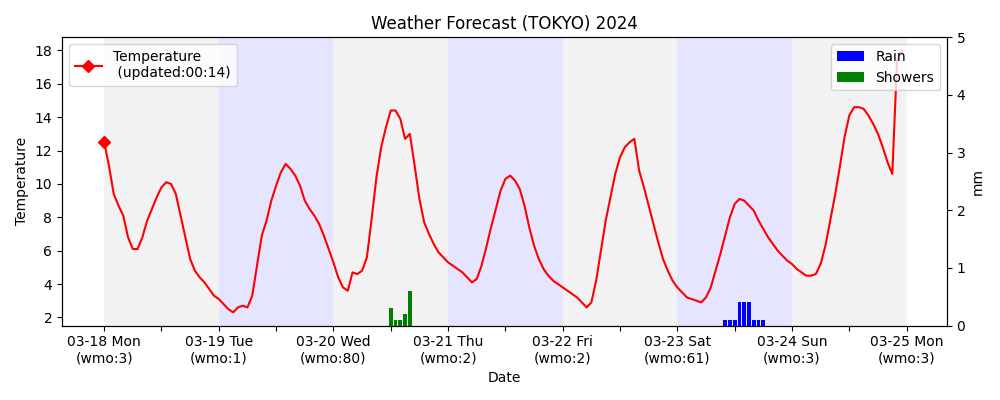 Weather Forecast (TOKYO) 2024
Temperature
(updated:00:14)
Rain
Showers
Temperature
18
16
14
12
10
8
6
4
2
5
4
3
2
1
0
mm
03-18 Mon 03-19 Tue 03-20 Wed 03-21 Thu 03-22 Fri 03-23 Sat 03-24 Sun 03-25 Mon
(wmo:3) (wmo:1) (wmo:80) (wmo:2) (wmo:2) (wmo:61) (wmo:3) (wmo:3)
Date